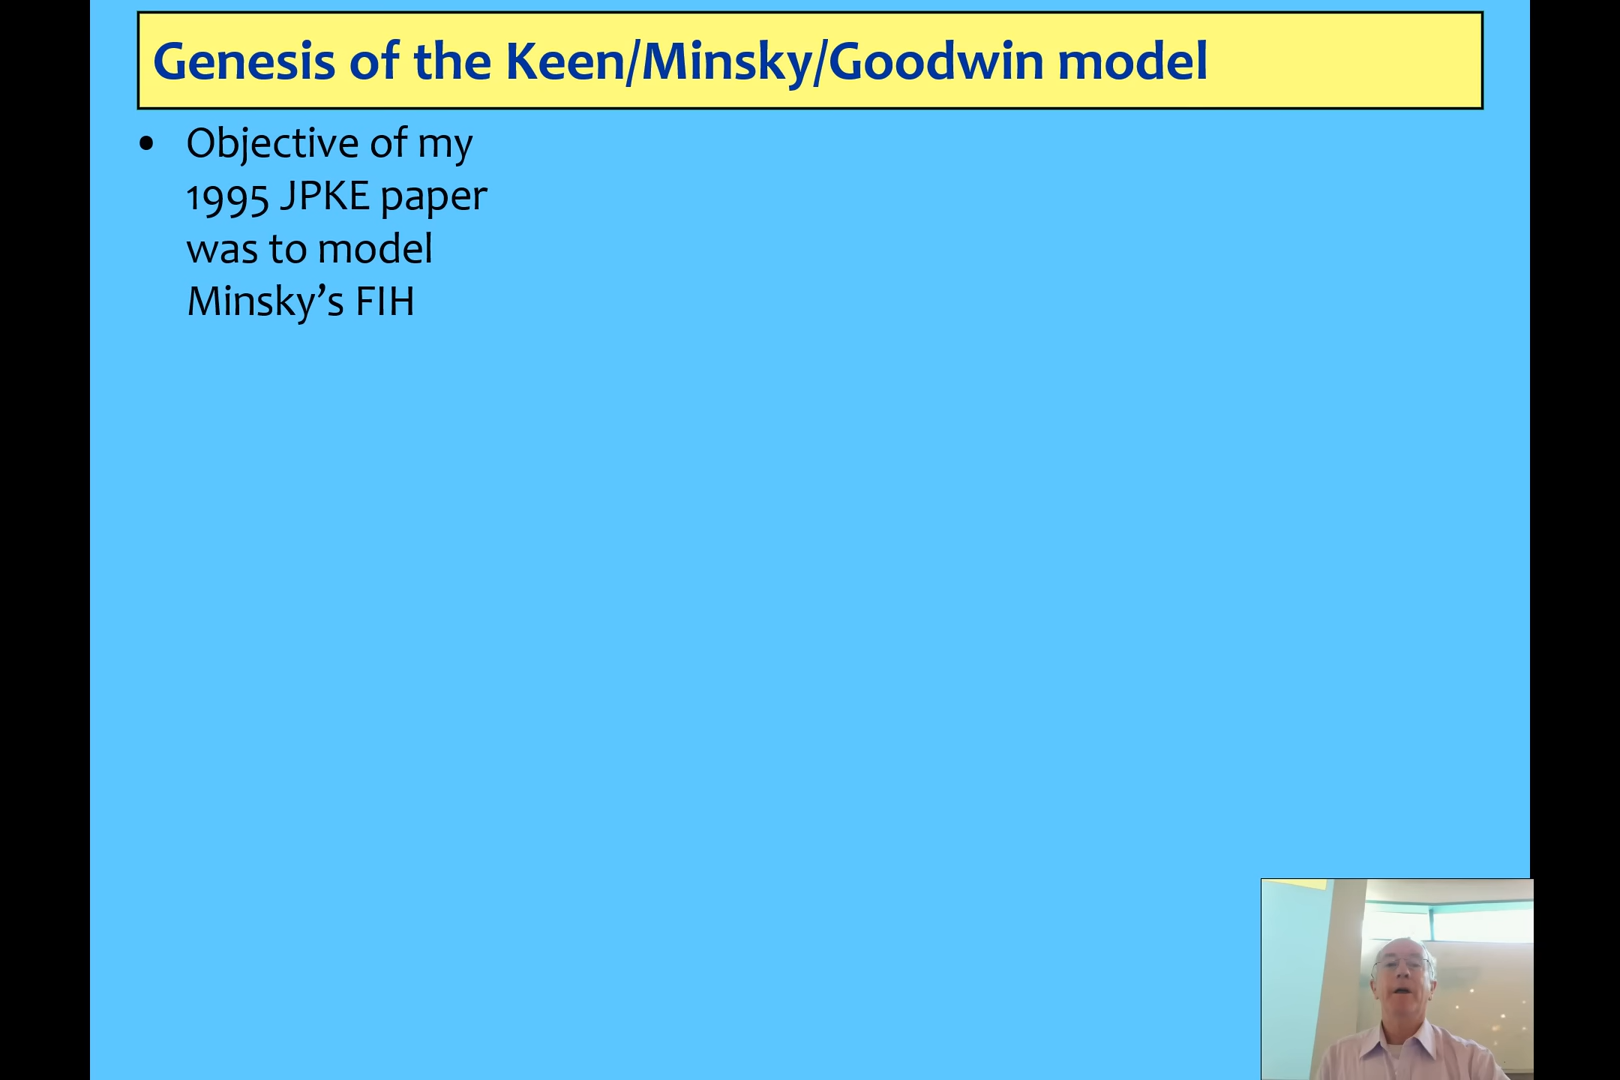 Genesis of the Keen/Minsky/Goodwin model
• Objective of my
1995 JPKE paper
was to model
Minsky’s FIH